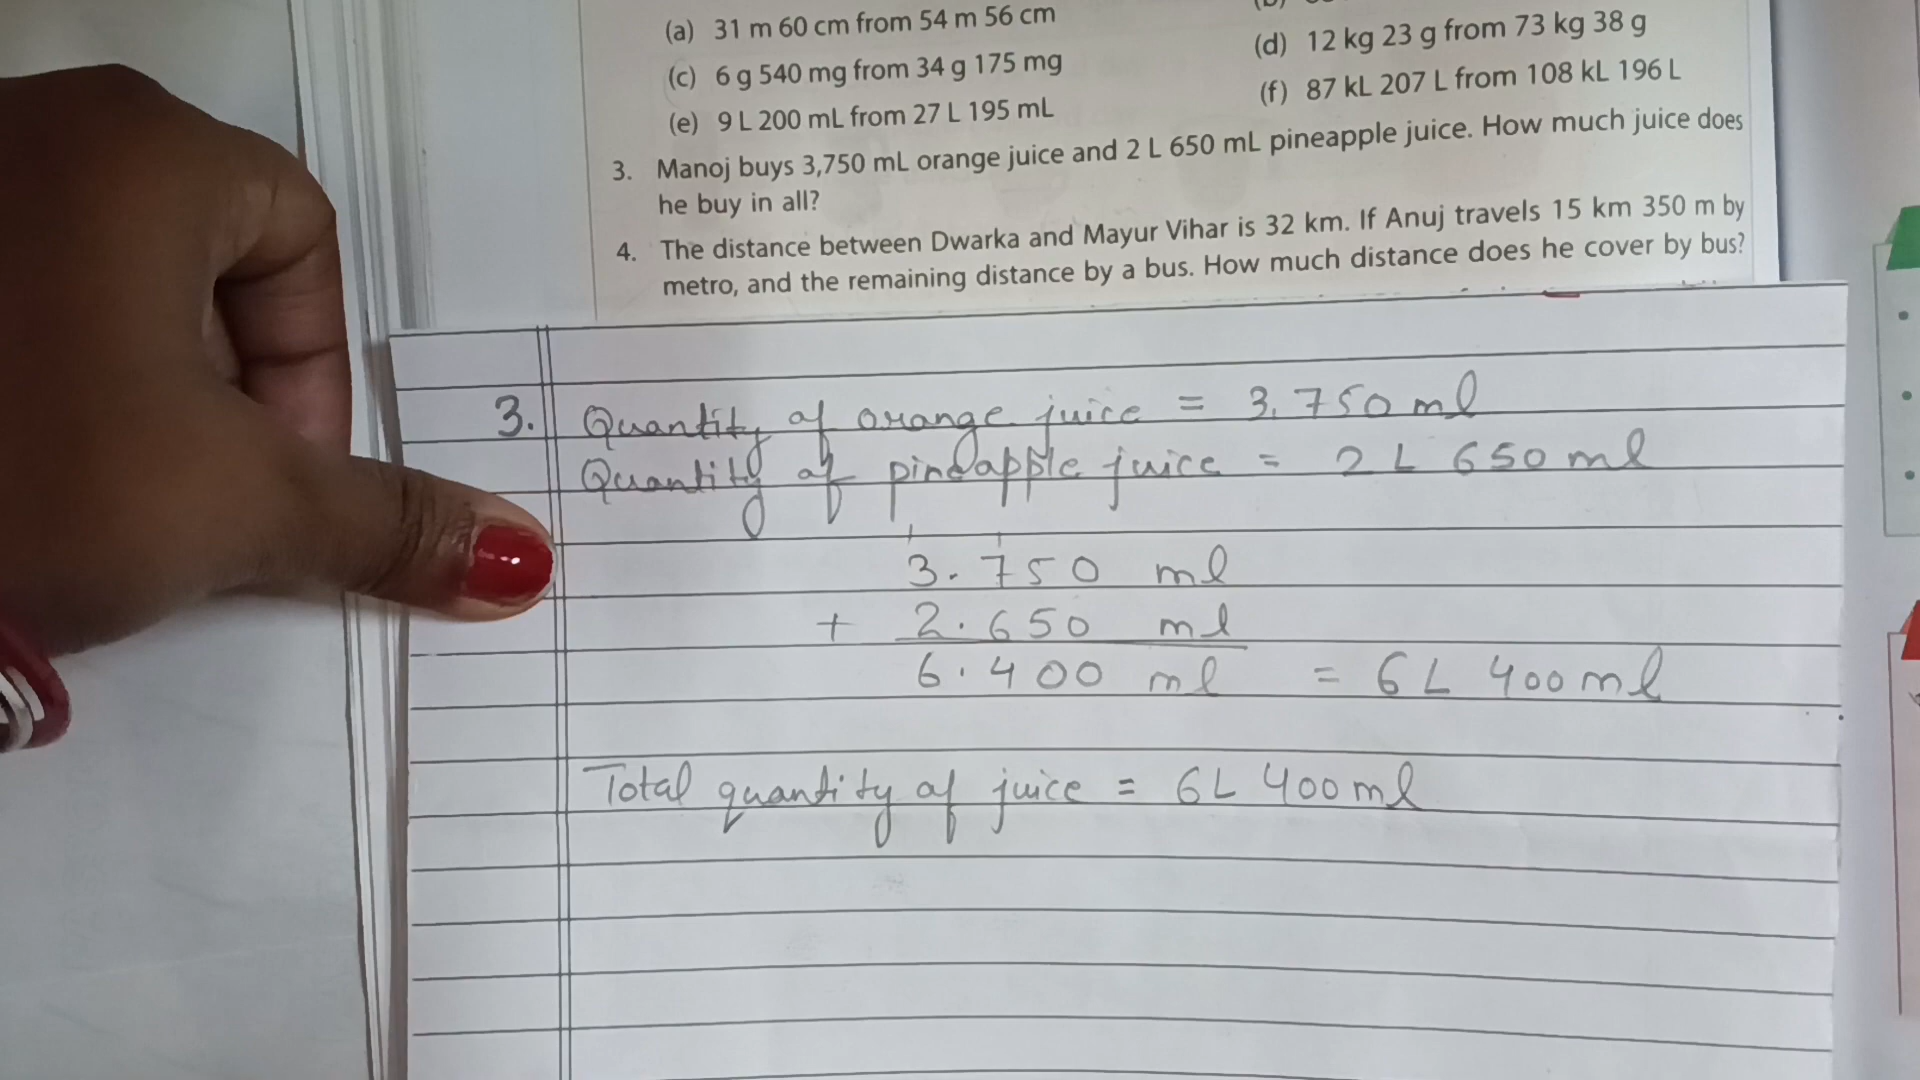 (a) 31 m 60 cm from 54 m 56 cm
(c) 6 g 540 mg from 34 g 175 mg
(d) 12 kg 23 g from 73 kg 38 g
(e) 9 L 200 mL from 27 L 195 mL
(f) 87 kL 207 L from 108 kL 196 L
3. Manoj buys 3,750 mL orange juice and 2 L 650 mL pineapple juice. How much juice does
he buy in all?
4. The distance between Dwarka and Mayur Vihar is 32 km. If Anuj travels 15 km 350 m by
metro, and the remaining distance by a bus. How much distance does he cover by bus?
3. Quantity of orange juice = 3,750 ml
Quantity of pineapple juice = 2 L 650 ml
1 1
3.750 ml
+ 2.650 ml
6.400 ml = 6L 400 ml
Total quantity of juice = 6L 400 ml